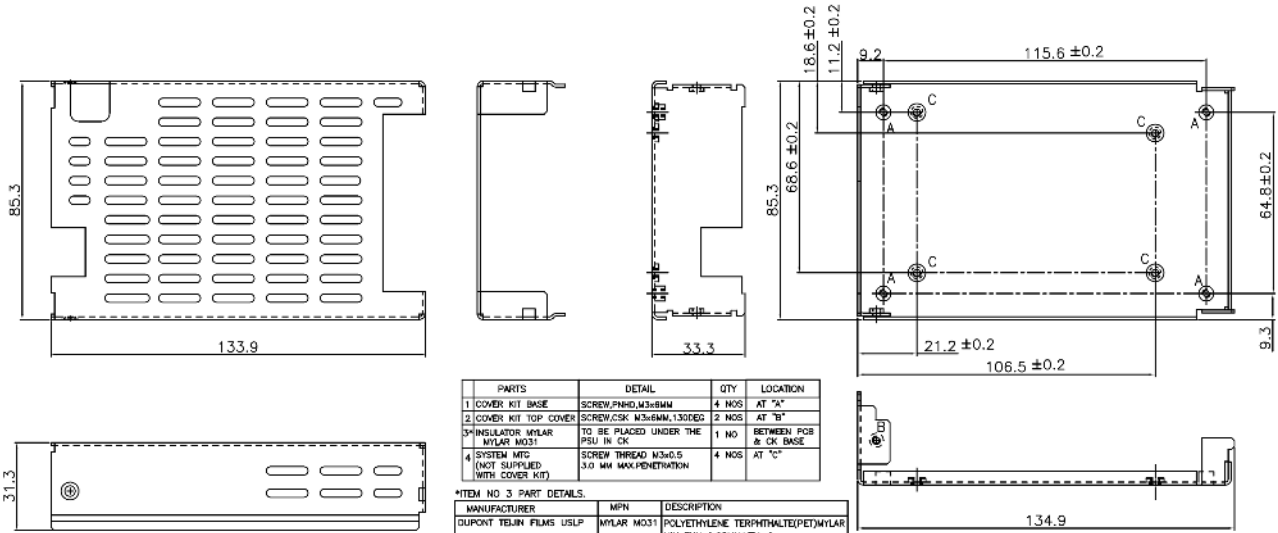 85.3
133.9
33.3
18.6 ±0.2
11.2 ±0.2
9.2
115.6 ±0.2
68.6 ±0.2
85.3
64.8±0.2
9.3
A
C
C
A
C
C
A
A
21.2 ±0.2
106.5 ±0.2
31.3
PARTS DETAIL QTY LOCATION
1 COVER KIT BASE SCREW,PNHD,M3x6MM 4 NOS AT "A"
2 COVER KIT TOP COVER SCREW,CSK M3x6MM,130DEG 2 NOS AT "B"
3* INSULATOR MYLAR TO BE PLACED UNDER THE 1 NO BETWEEN PCB
MYLAR MO31 PSU IN CK & CK BASE
4 SYSTEM MTG SCREW THREAD M3x0.5 4 NOS AT "C"
(NOT SUPPLIED 3.0 MM MAX.PENETRATION
WITH COVER KIT)
*ITEM NO 3 PART DETAILS.
MANUFACTURER MPN DESCRIPTION
DUPONT TEIJIN FILMS USLP MYLAR MO31 POLYETHYLENE TERPHTHALTE(PET)MYLAR
B
134.9